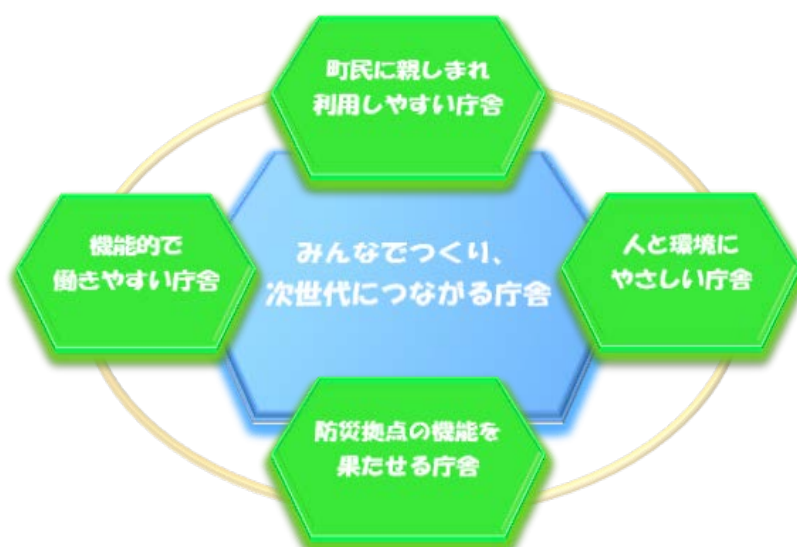 町民に親しまれ
利用しやすい庁舎
機能的で
働きやすい庁舎
みんなでつくり、
次世代につながる庁舎
人と環境に
やさしい庁舎
防災拠点の機能を
果たせる庁舎